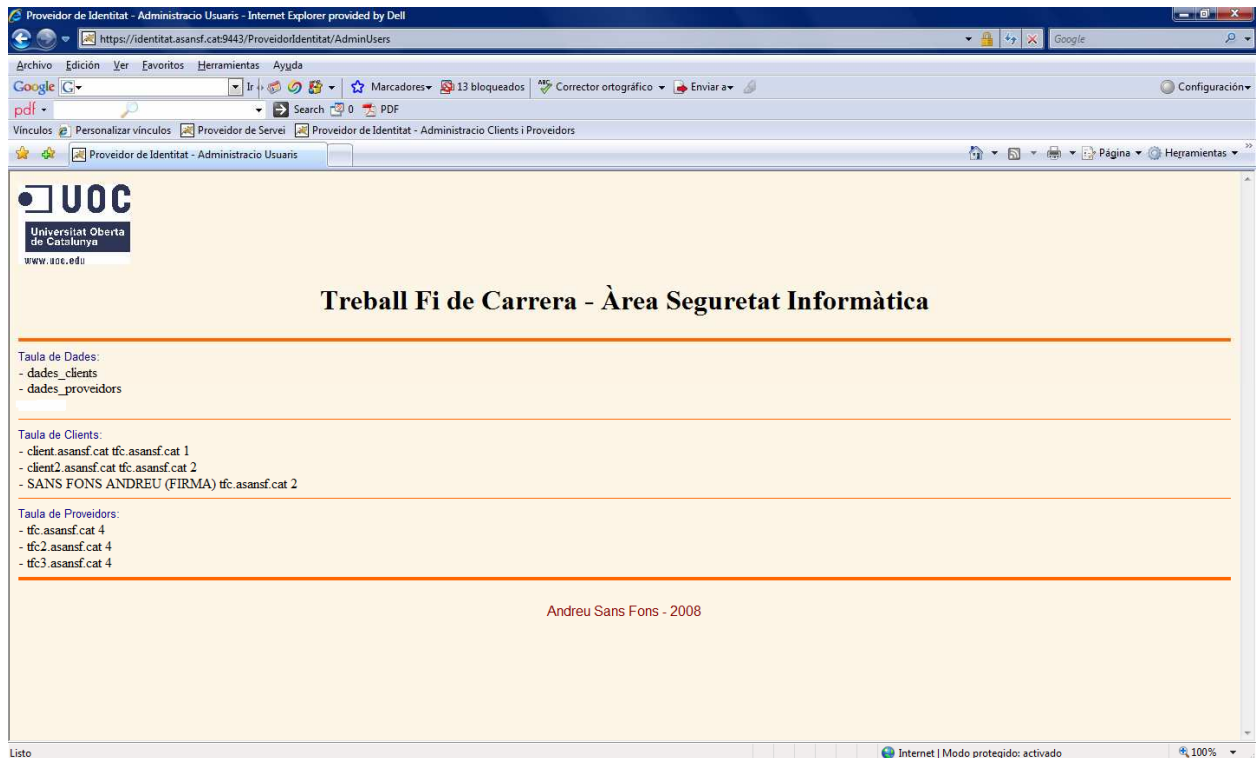 Proveidor de Identitat - Administracio Usuaris - Internet Explorer provided by Dell
https://identitat.asansf.cat:9443/ProveidorIdentitat/AdminUsers
Google
Archivo Edición Ver Favoritos Herramientas Ayuda
Google G Ir Marcadores 13 bloqueados Corrector ortográfico Enviar a Configuración
pdf Search 0 PDF
Vínculos Personalizar vínculos Proveidor de Servei Proveidor de Identitat - Administracio Clients i Proveidors
Proveidor de Identitat - Administracio Usuaris Página Herramientas
UOC
Universitat Oberta
de Catalunya
www.uoc.edu
Treball Fi de Carrera - Àrea Seguretat Informàtica
Taula de Dades:
- dades_clients
- dades_proveidors
Taula de Clients:
- client.asansf.cat tfc.asansf.cat 1
- client2.asansf.cat tfc.asansf.cat 2
- SANS FONS ANDREU (FIRMA) tfc.asansf.cat 2
Taula de Proveidors:
- tfc.asansf.cat 4
- tfc2.asansf.cat 4
- tfc3.asansf.cat 4
Andreu Sans Fons - 2008
Listo Internet | Modo protegido: activado 100%